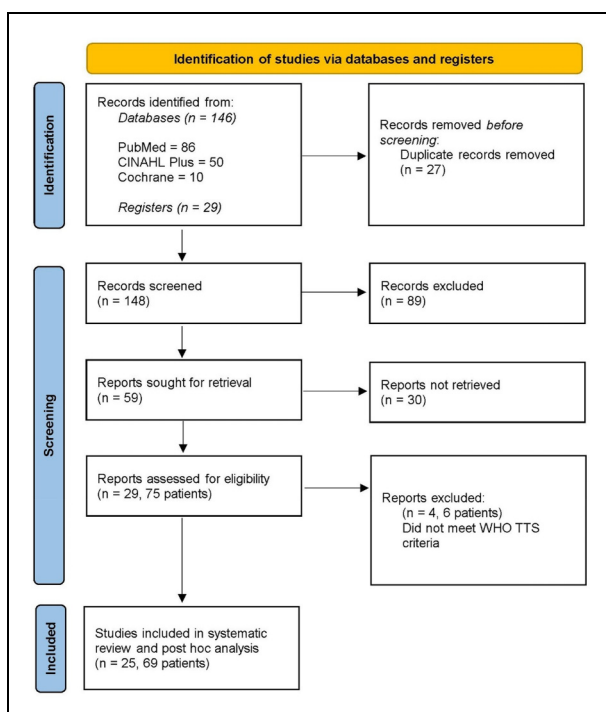 Identification of studies via databases and registers
Identification
Records identified from:
Databases (n = 146)
PubMed = 86
CINAHL Plus = 50
Cochrane = 10
Registers (n = 29)
Records removed before
screening:
Duplicate records removed
(n = 27)
Screening
Records screened
(n = 148)
Records excluded
(n = 89)
Reports sought for retrieval
(n = 59)
Reports not retrieved
(n = 30)
Reports assessed for eligibility
(n = 29, 75 patients)
Reports excluded:
(n = 4, 6 patients)
Did not meet WHO TTS
criteria
Included
Studies included in systematic
review and post hoc analysis
(n = 25, 69 patients)